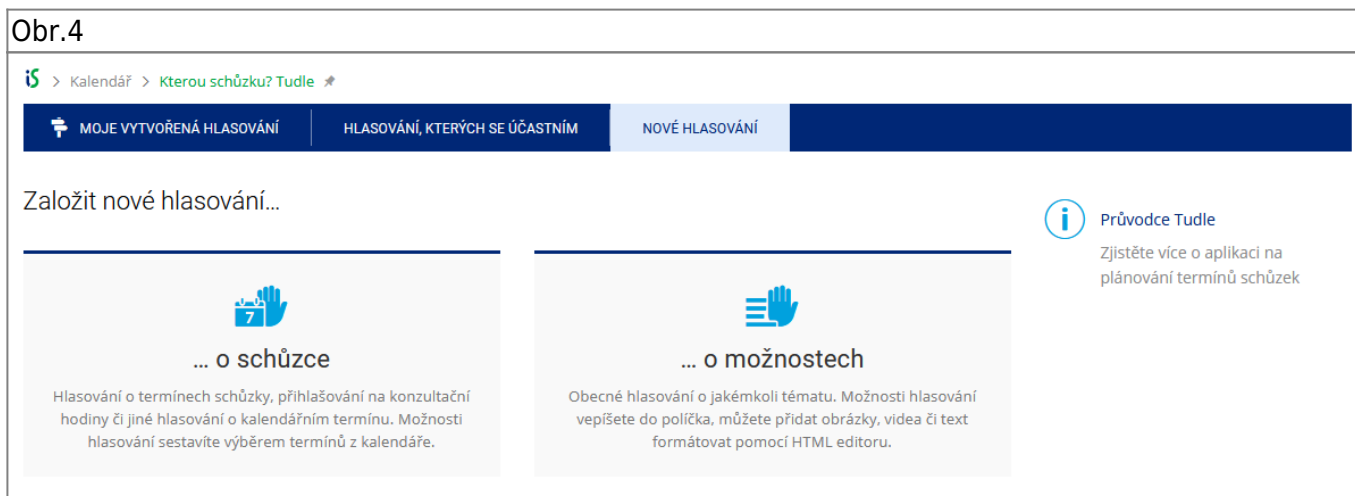 Obr.4
iS > Kalendář > Kterou schůzku? Tudle
MOJE VYTVOŘENÁ HLASOVÁNÍ HLASOVÁNÍ, KTERÝCH SE ÚČASTNÍM NOVÉ HLASOVÁNÍ
Založit nové hlasování...
7
... o schůzce
Hlasování o termínech schůzky, přihlašování na konzultační
hodiny či jiné hlasování o kalendářním termínu. Možnosti
hlasování sestavíte výběrem termínů z kalendáře.
... o možnostech
Obecné hlasování o jakémkoli tématu. Možnosti hlasování
vepíšete do políčka, můžete přidat obrázky, videa či text
formátovat pomocí HTML editoru.
i
Průvodce Tudle
Zjistěte více o aplikaci na
plánování termínů schůzek